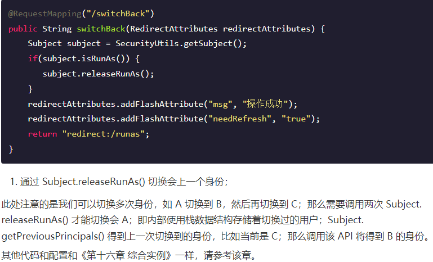 @RequestMapping("/switchBack")
public String switchBack(RedirectAttributes redirectAttributes) {
Subject subject = SecurityUtils.getSubject();
if(subject.isRunAs()) {
subject.releaseRunAs();
}
redirectAttributes.addFlashAttribute("msg", "操作成功");
redirectAttributes.addFlashAttribute("needRefresh", "true");
return "redirect:/runas";
}
1. 通过 Subject.releaseRunAs() 切换会上一个身份；
此处注意的是我们可以切换多次身份，如 A 切换到 B，然后再切换到 C；那么需要调用两次 Subject.
releaseRunAs() 才能切换会 A；即内部使用栈数据结构存储着切换过的用户；Subject.
getPreviousPrincipals() 得到上一次切换到的身份，比如当前是 C；那么调用该 API 将得到 B 的身份。
其他代码和配置和《第十六章 综合实例》一样，请参考该章。